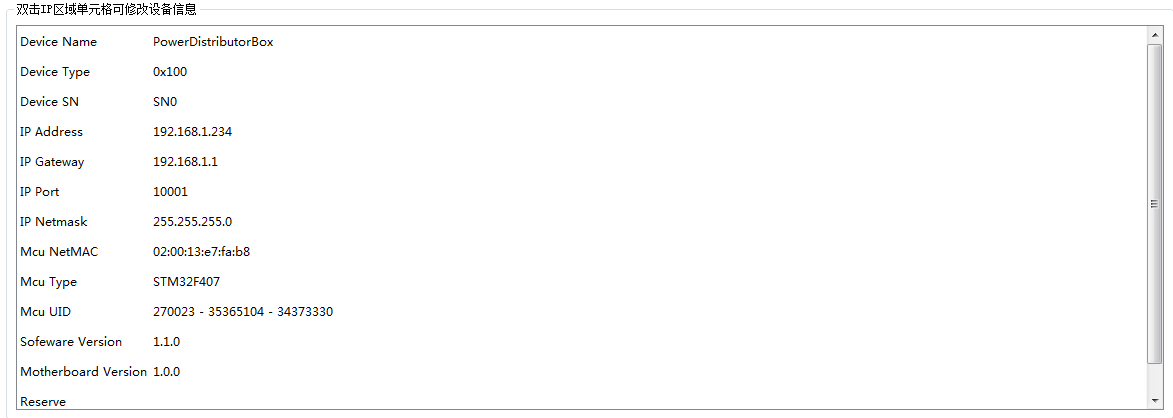 双击IP区域单元格可修改设备信息
Device Name PowerDistributorBox
Device Type 0x100
Device SN SN0
IP Address 192.168.1.234
IP Gateway 192.168.1.1
IP Port 10001
IP Netmask 255.255.255.0
Mcu NetMAC 02:00:13:e7:fa:b8
Mcu Type STM32F407
Mcu UID 270023 - 35365104 - 34373330
Sofeware Version 1.1.0
Motherboard Version 1.0.0
Reserve